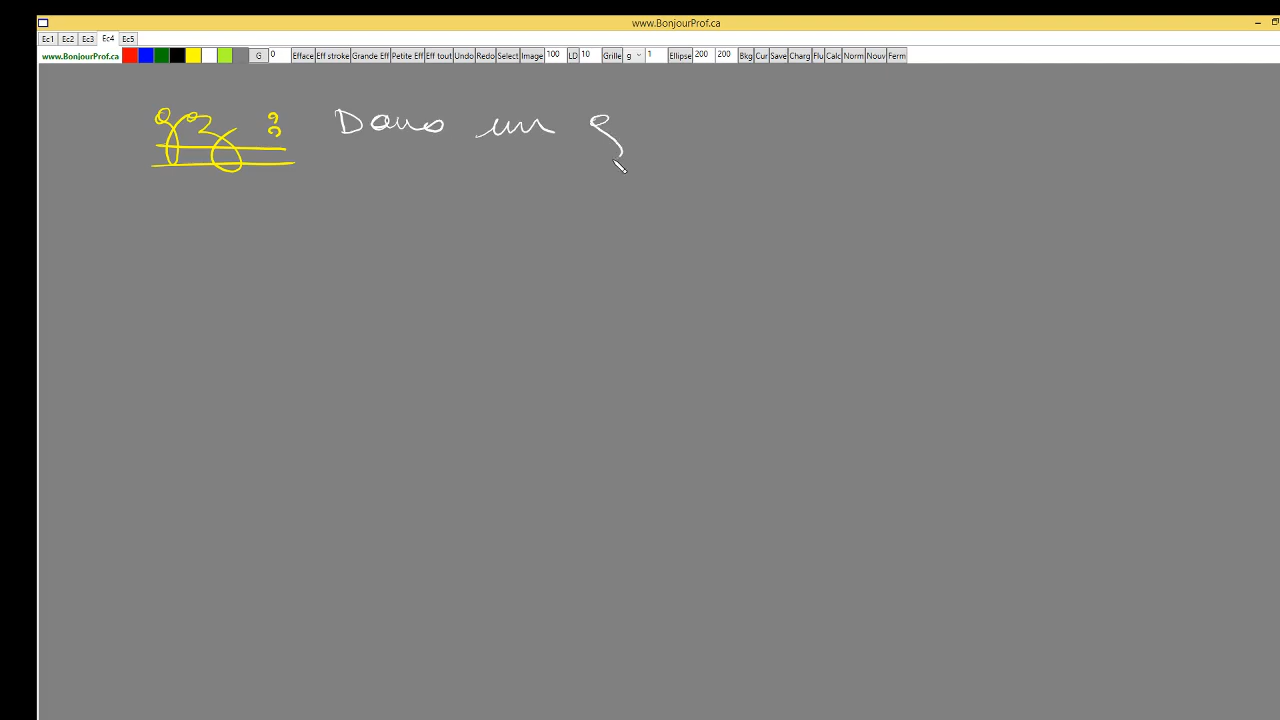 www.BonjourProf.ca
Ec1 Ec2 Ec3 Ec4 Ec5
www.BonjourProf.ca G 0 Efface Eff stroke Grande Eff Petite Eff Eff tout Undo Redo Select Image 100 LD 10 Grille g 1 Ellipse 200 200 Bkg Cur Save Charg Flu Calc Norm Nouv Ferm
Dans un g